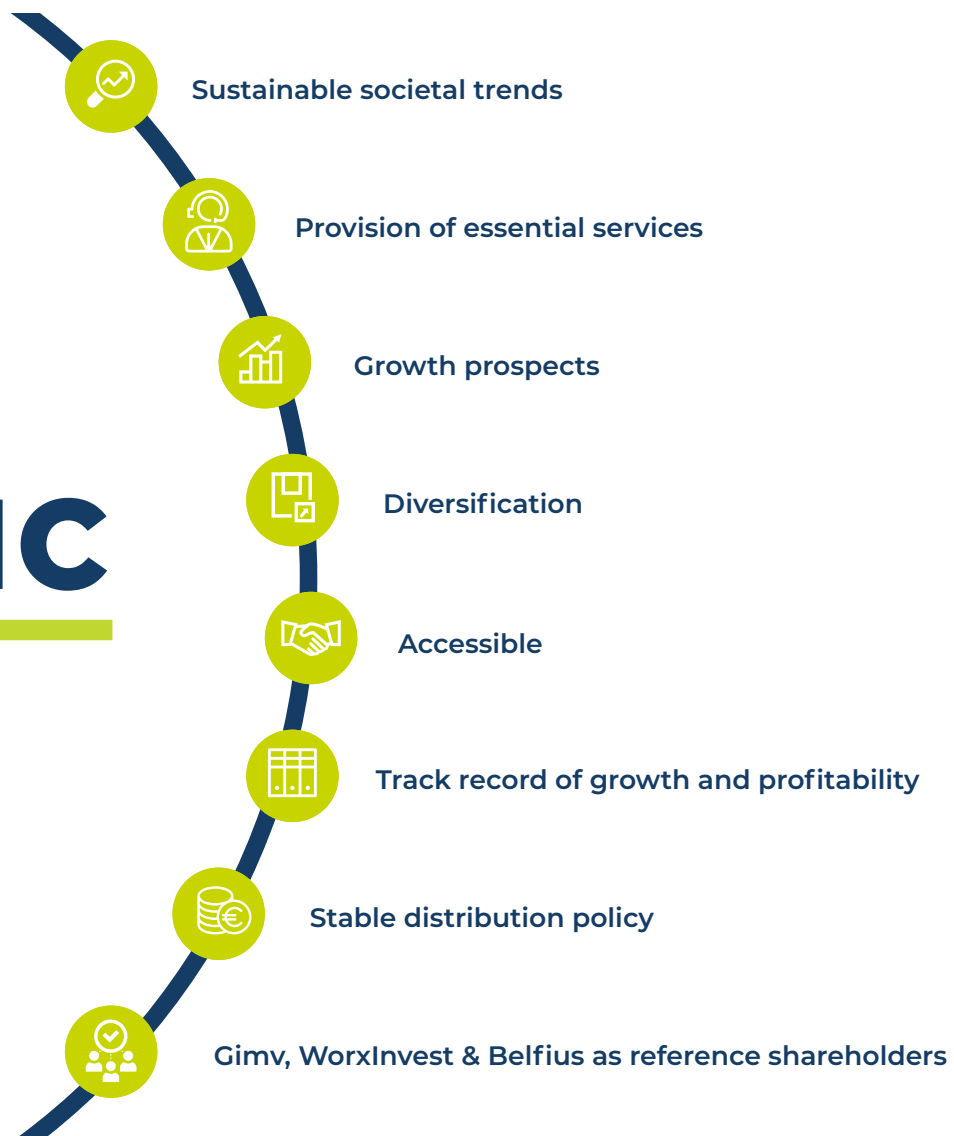 Sustainable societal trends
Provision of essential services
Growth prospects
Diversification
IC
Accessible
Track record of growth and profitability
Stable distribution policy
Gimv, WorxInvest & Belfius as reference shareholders